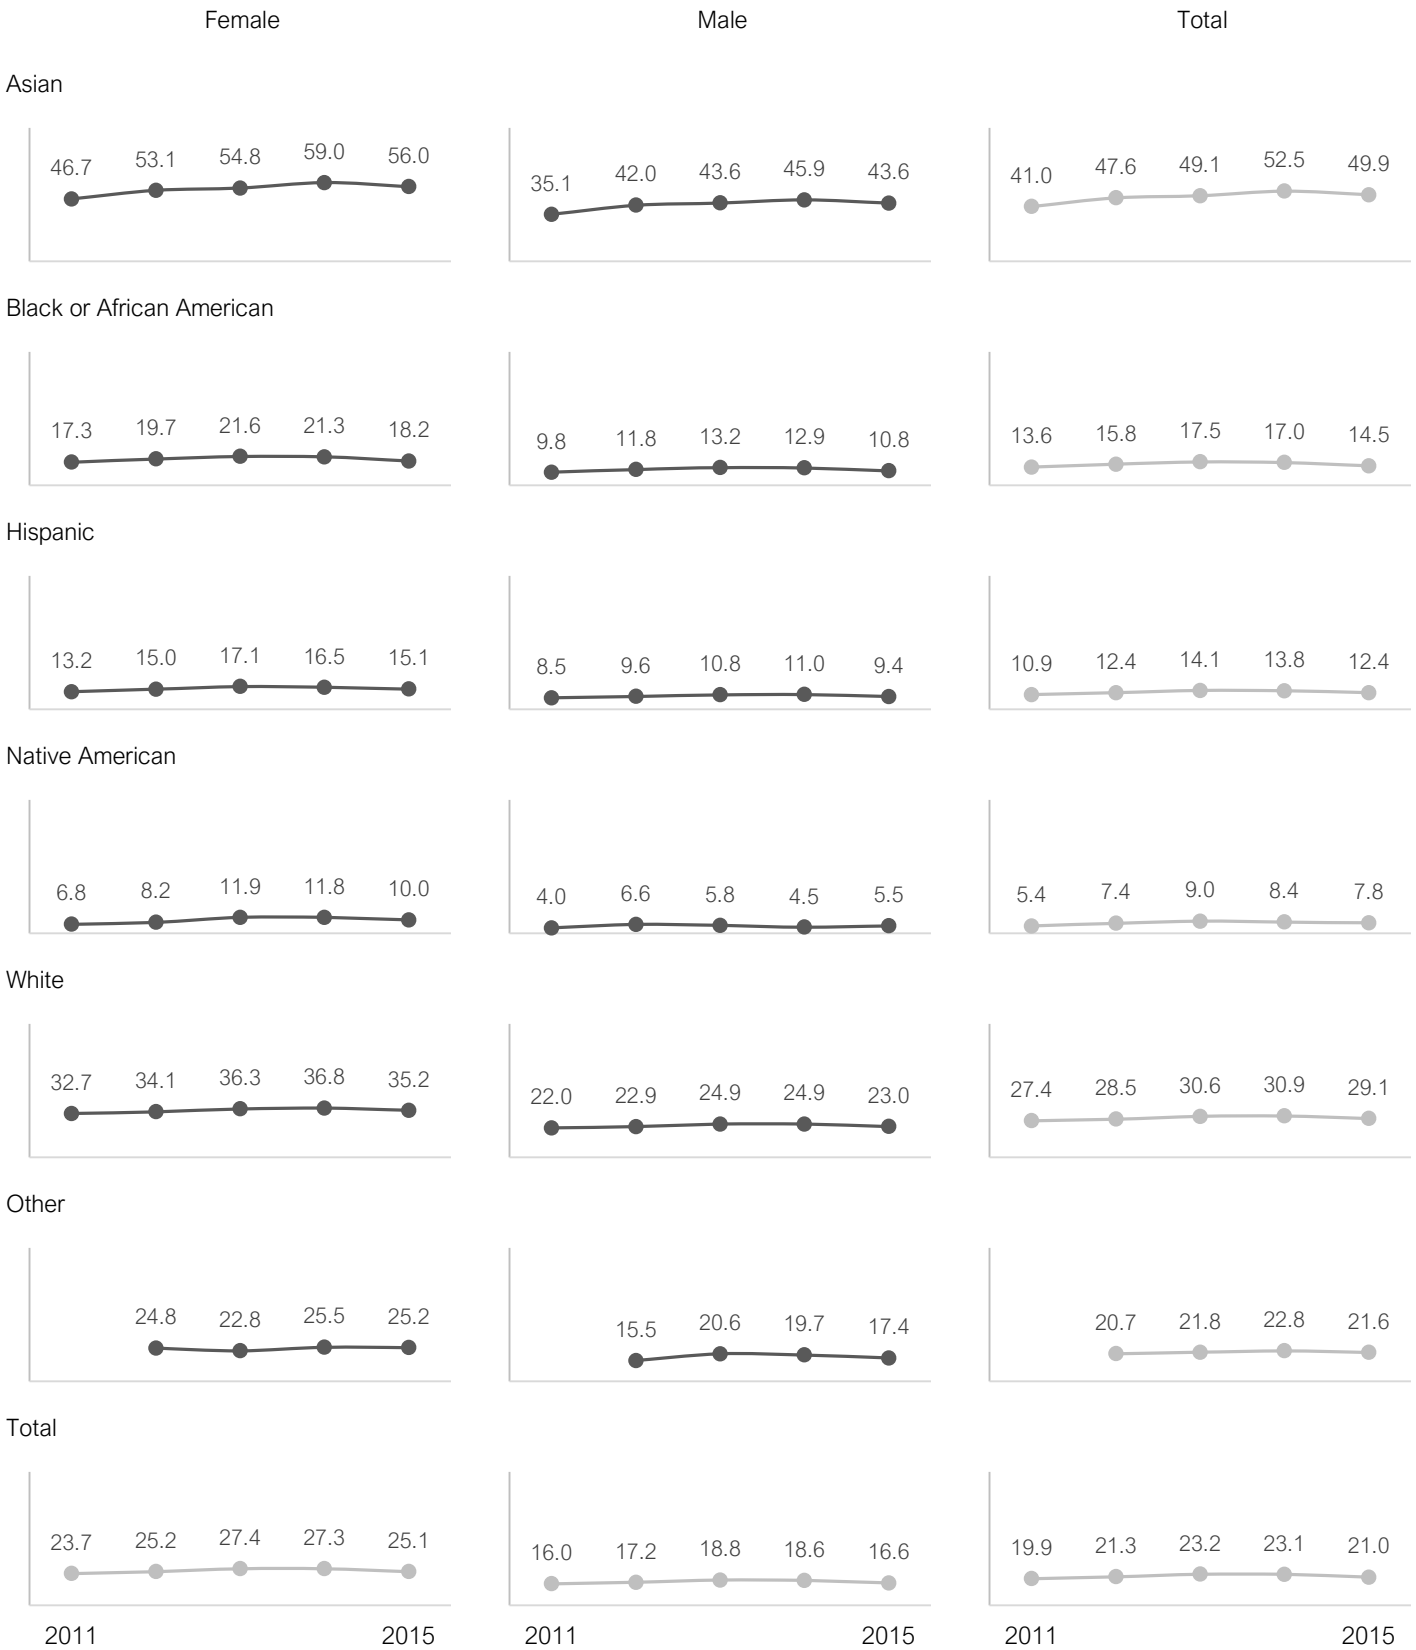 Female Male Total
Asian
46.7 53.1 54.8 59.0 56.0 35.1 42.0 43.6 45.9 43.6 41.0 47.6 49.1 52.5 49.9
Black or African American
17.3 19.7 21.6 21.3 18.2 9.8 11.8 13.2 12.9 10.8 13.6 15.8 17.5 17.0 14.5
Hispanic
13.2 15.0 17.1 16.5 15.1 8.5 9.6 10.8 11.0 9.4 10.9 12.4 14.1 13.8 12.4
Native American
6.8 8.2 11.9 11.8 10.0 4.0 6.6 5.8 4.5 5.5 5.4 7.4 9.0 8.4 7.8
White
32.7 34.1 36.3 36.8 35.2 22.0 22.9 24.9 24.9 23.0 27.4 28.5 30.6 30.9 29.1
Other
24.8 22.8 25.5 25.2 15.5 20.6 19.7 17.4 20.7 21.8 22.8 21.6
Total
23.7 25.2 27.4 27.3 25.1 16.0 17.2 18.8 18.6 16.6 19.9 21.3 23.2 23.1 21.0
2011 2015 2011 2015 2011 2015